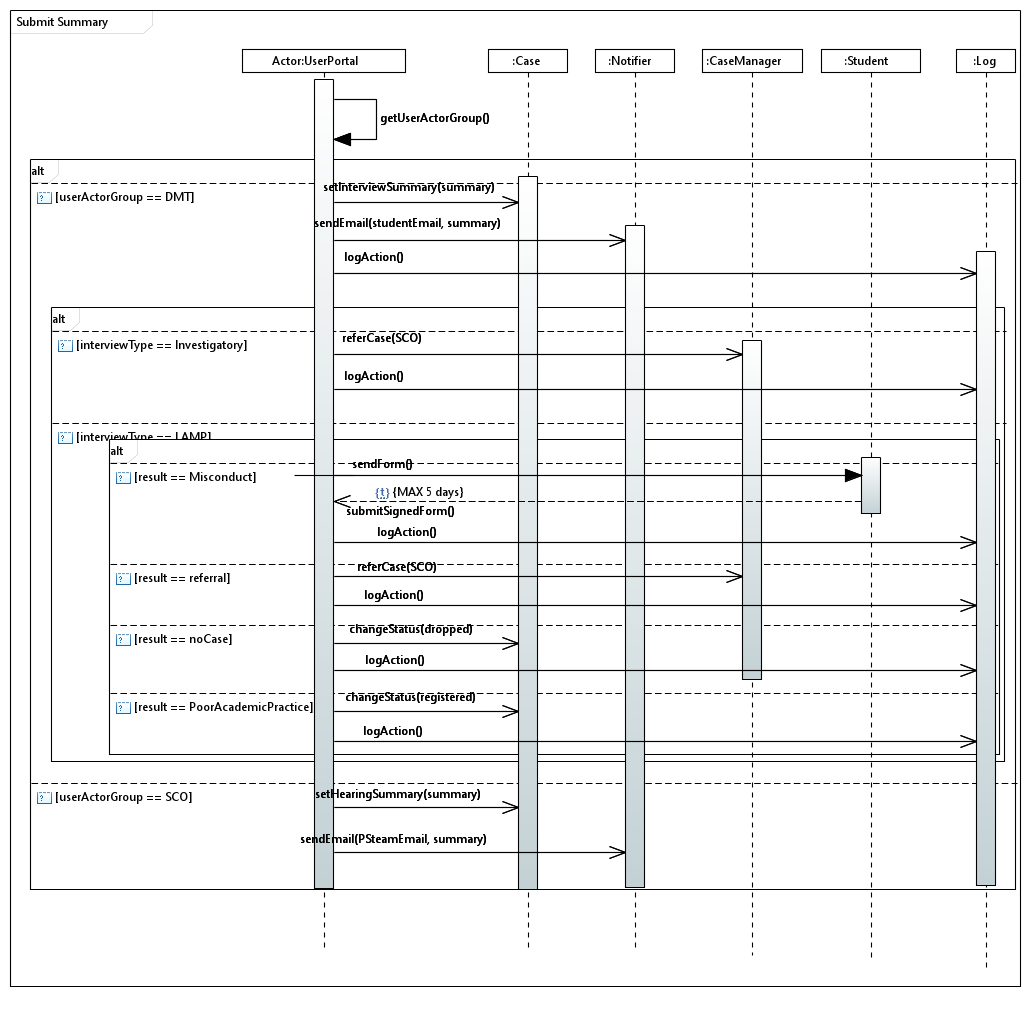 Submit Summary
Actor:UserPortal
:Case
:Notifier
:CaseManager
:Student
:Log
getUserActorGroup()
alt
setInterviewSummary(summary)
[userActorGroup == DMT]
sendEmail(studentEmail, summary)
logAction()
alt
referCase(SCO)
[interviewType == Investigatory]
logAction()
[interviewType == LAMP]
alt
sendForm()
[result == Misconduct]
{t} {MAX 5 days}
submitSignedForm()
logAction()
referCase(SCO)
[result == referral]
logAction()
changeStatus(dropped)
[result == noCase]
logAction()
changeStatus(registered)
[result == PoorAcademicPractice]
logAction()
setHearingSummary(summary)
[userActorGroup == SCO]
sendEmail(PSteamEmail, summary)